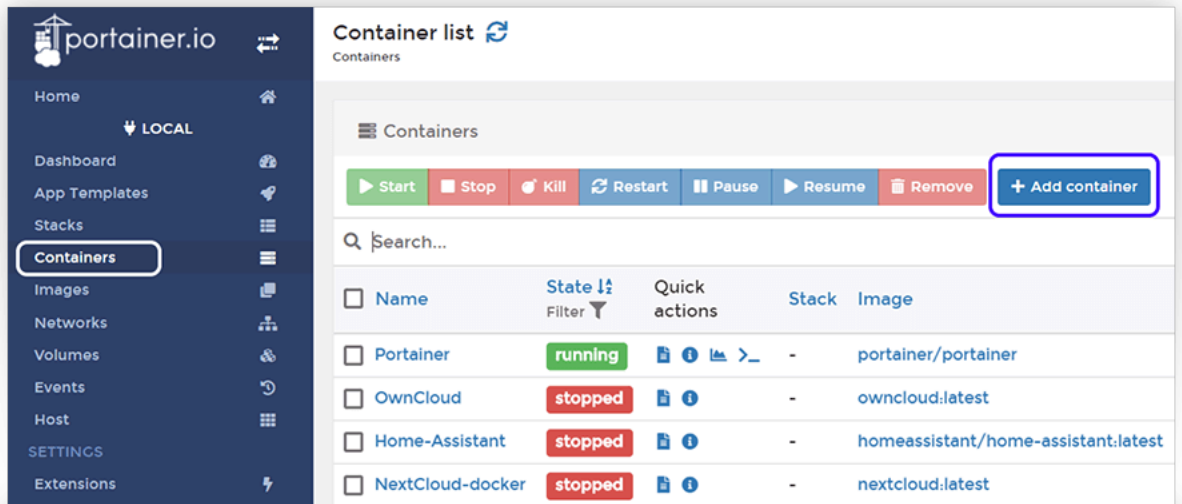 portainer.io
Home
LOCAL
Dashboard
App Templates
Stacks
Containers
Images
Networks
Volumes
Events
Host
SETTINGS
Extensions
Container list
Containers
Containers
Start Stop Kill Restart Pause Resume Remove + Add container
Search...
Name State Filter Quick actions Stack Image
Portainer running - portainer/portainer
OwnCloud stopped - owncloud:latest
Home-Assistant stopped - homeassistant/home-assistant:latest
NextCloud-docker stopped - nextcloud:latest